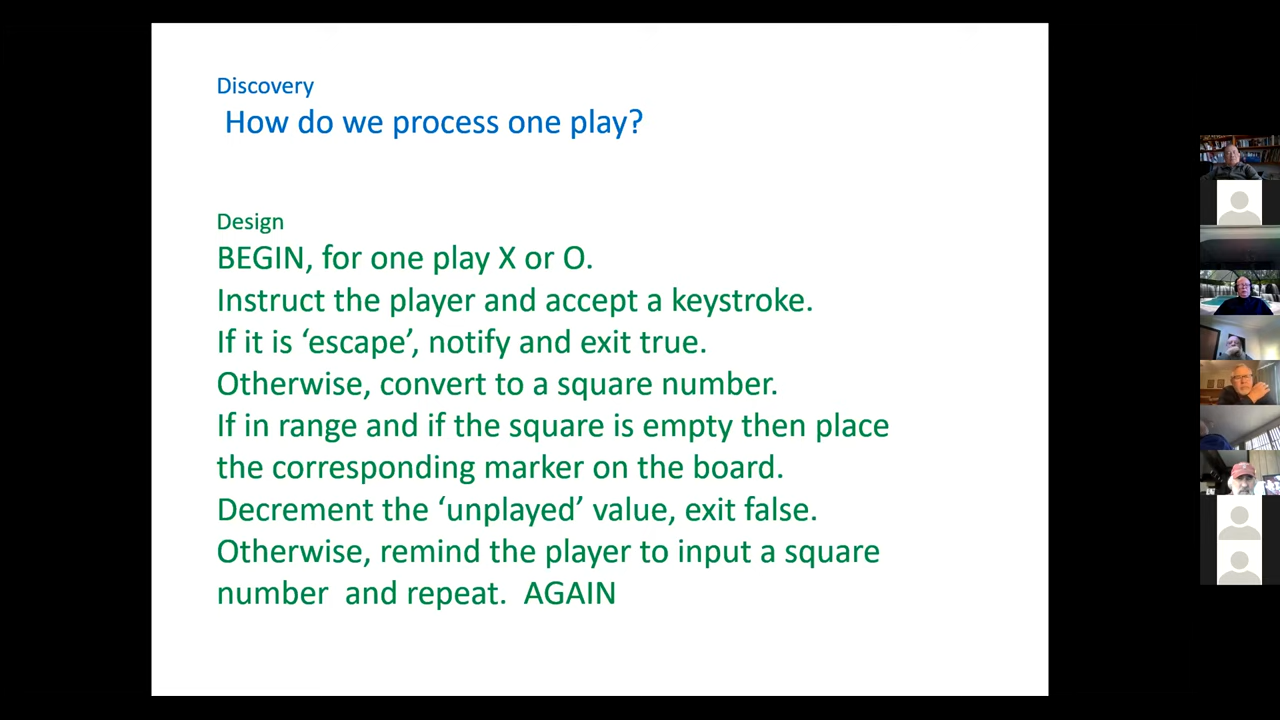 Discovery
How do we process one play?
Design
BEGIN, for one play X or O.
Instruct the player and accept a keystroke.
If it is ‘escape’, notify and exit true.
Otherwise, convert to a square number.
If in range and if the square is empty then place
the corresponding marker on the board.
Decrement the ‘unplayed’ value, exit false.
Otherwise, remind the player to input a square
number  and repeat.  AGAIN